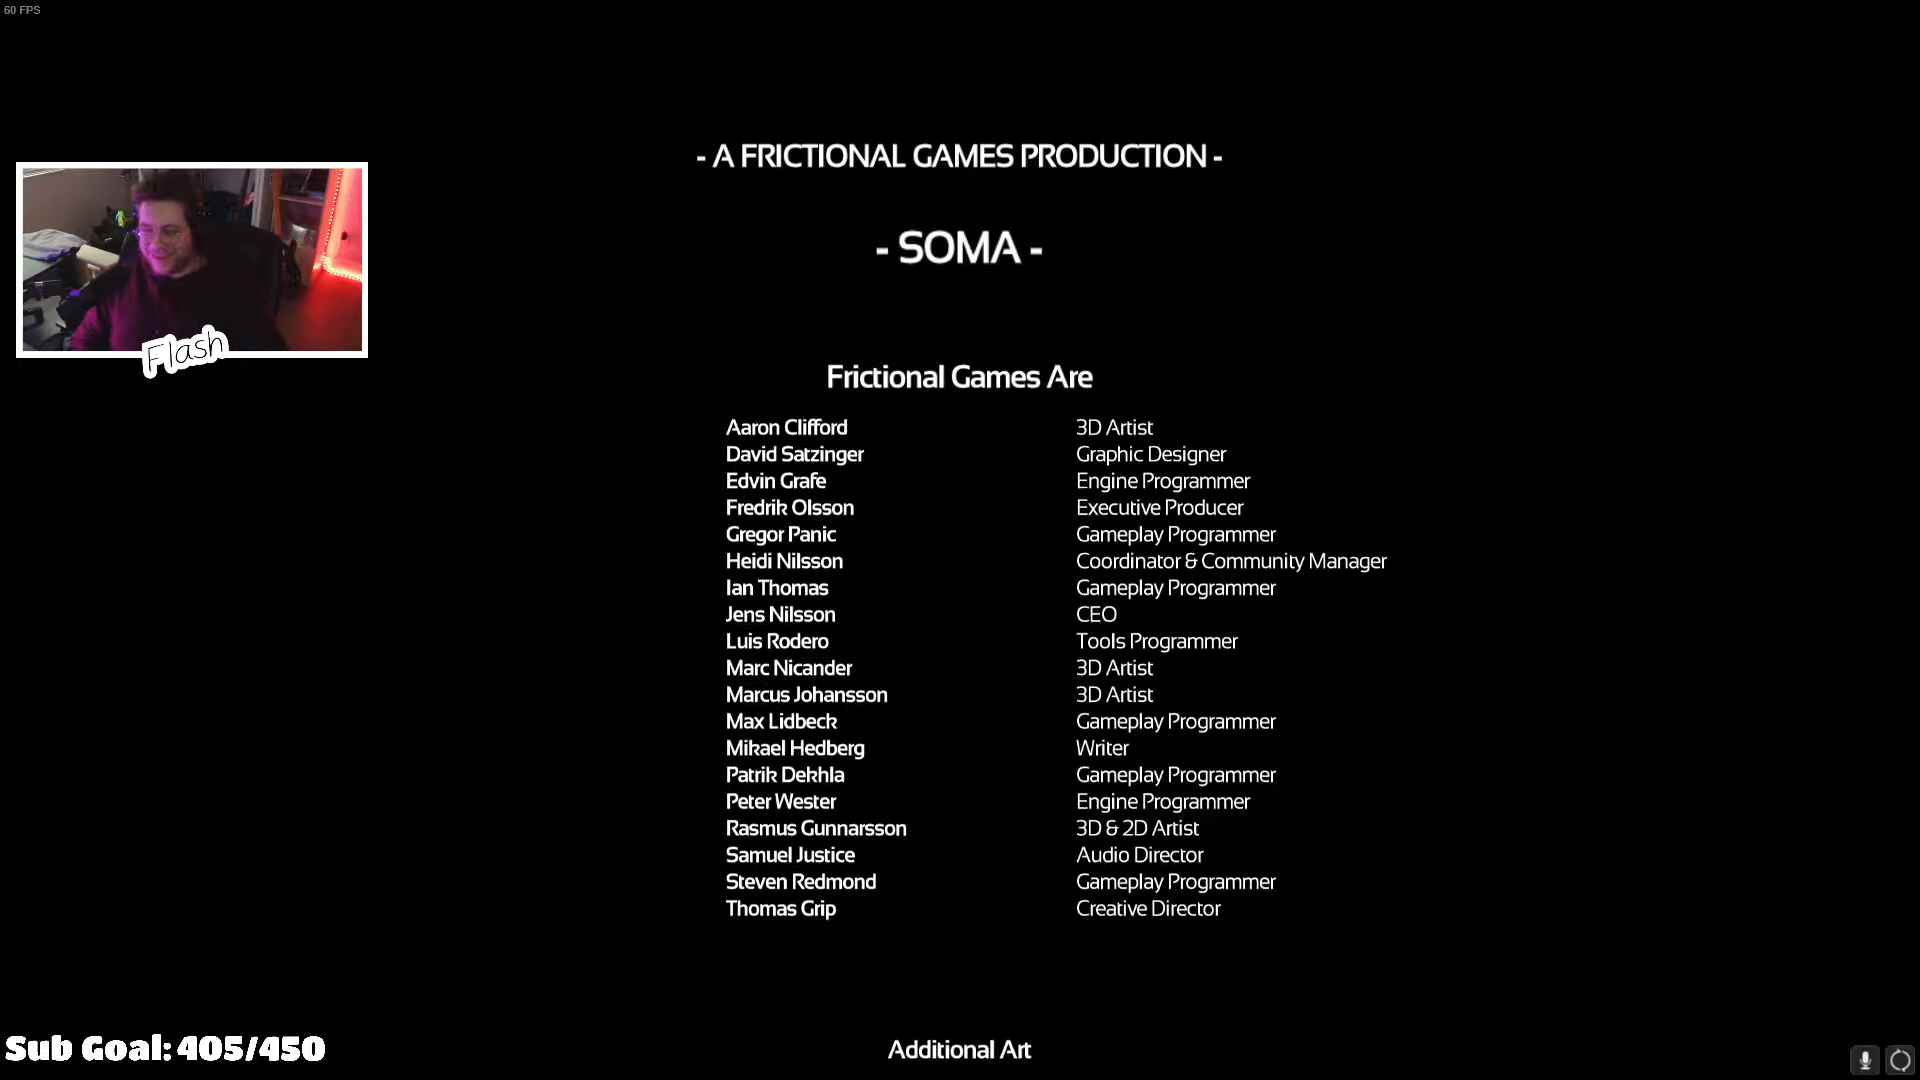 60 FPS
- A FRICTIONAL GAMES PRODUCTION -
- SOMA -
Flash
Frictional Games Are
Aaron Clifford 3D Artist
David Satzinger Graphic Designer
Edvin Grafe Engine Programmer
Fredrik Olsson Executive Producer
Gregor Panic Gameplay Programmer
Heidi Nilsson Coordinator & Community Manager
Ian Thomas Gameplay Programmer
Jens Nilsson CEO
Luis Rodero Tools Programmer
Marc Nicander 3D Artist
Marcus Johansson 3D Artist
Max Lidbeck Gameplay Programmer
Mikael Hedberg Writer
Patrik Dekhla Gameplay Programmer
Peter Wester Engine Programmer
Rasmus Gunnarsson 3D & 2D Artist
Samuel Justice Audio Director
Steven Redmond Gameplay Programmer
Thomas Grip Creative Director
Additional Art
Sub Goal: 405/450